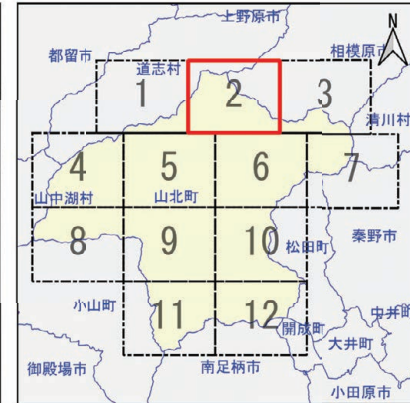 上野原市
N
都留市
道志村
相模原市
1
2
3
清川村
4
5
6
7
山中湖村
山北町
8
9
10
松田町
秦野市
小山町
11
12
開成町
中井町
大井町
御殿場市
南足柄市
小田原市